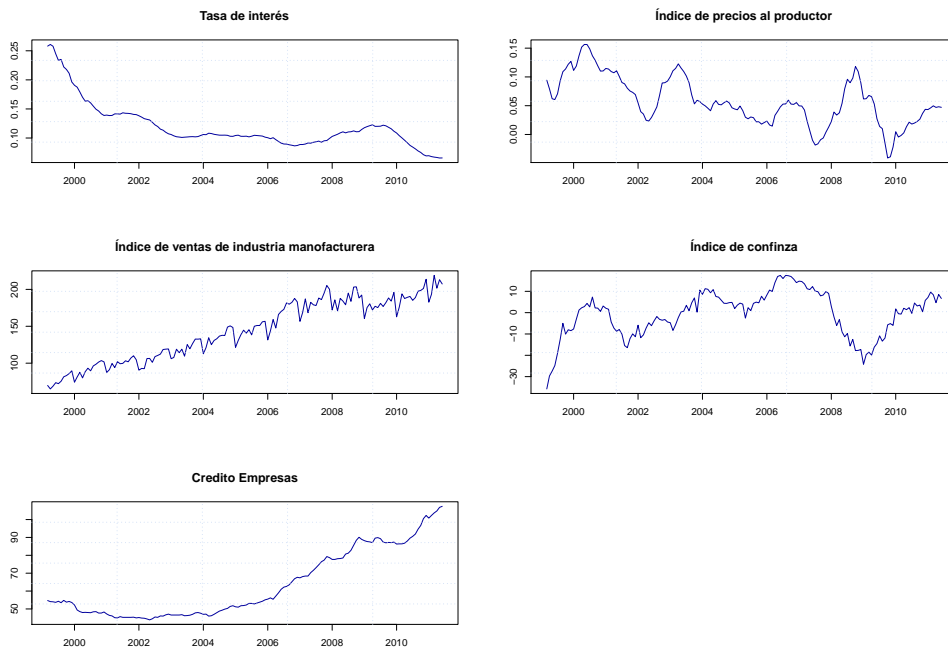 Tasa de interés
0.10 0.15 0.20 0.25
2000 2002 2004 2006 2008 2010
Índice de precios al productor
0.00 0.05 0.10 0.15
2000 2002 2004 2006 2008 2010
Índice de ventas de industria manofacturera
100 150 200
2000 2002 2004 2006 2008 2010
Índice de confinza
−30 −10 0 10
2000 2002 2004 2006 2008 2010
Credito Empresas
50 70 90
2000 2002 2004 2006 2008 2010